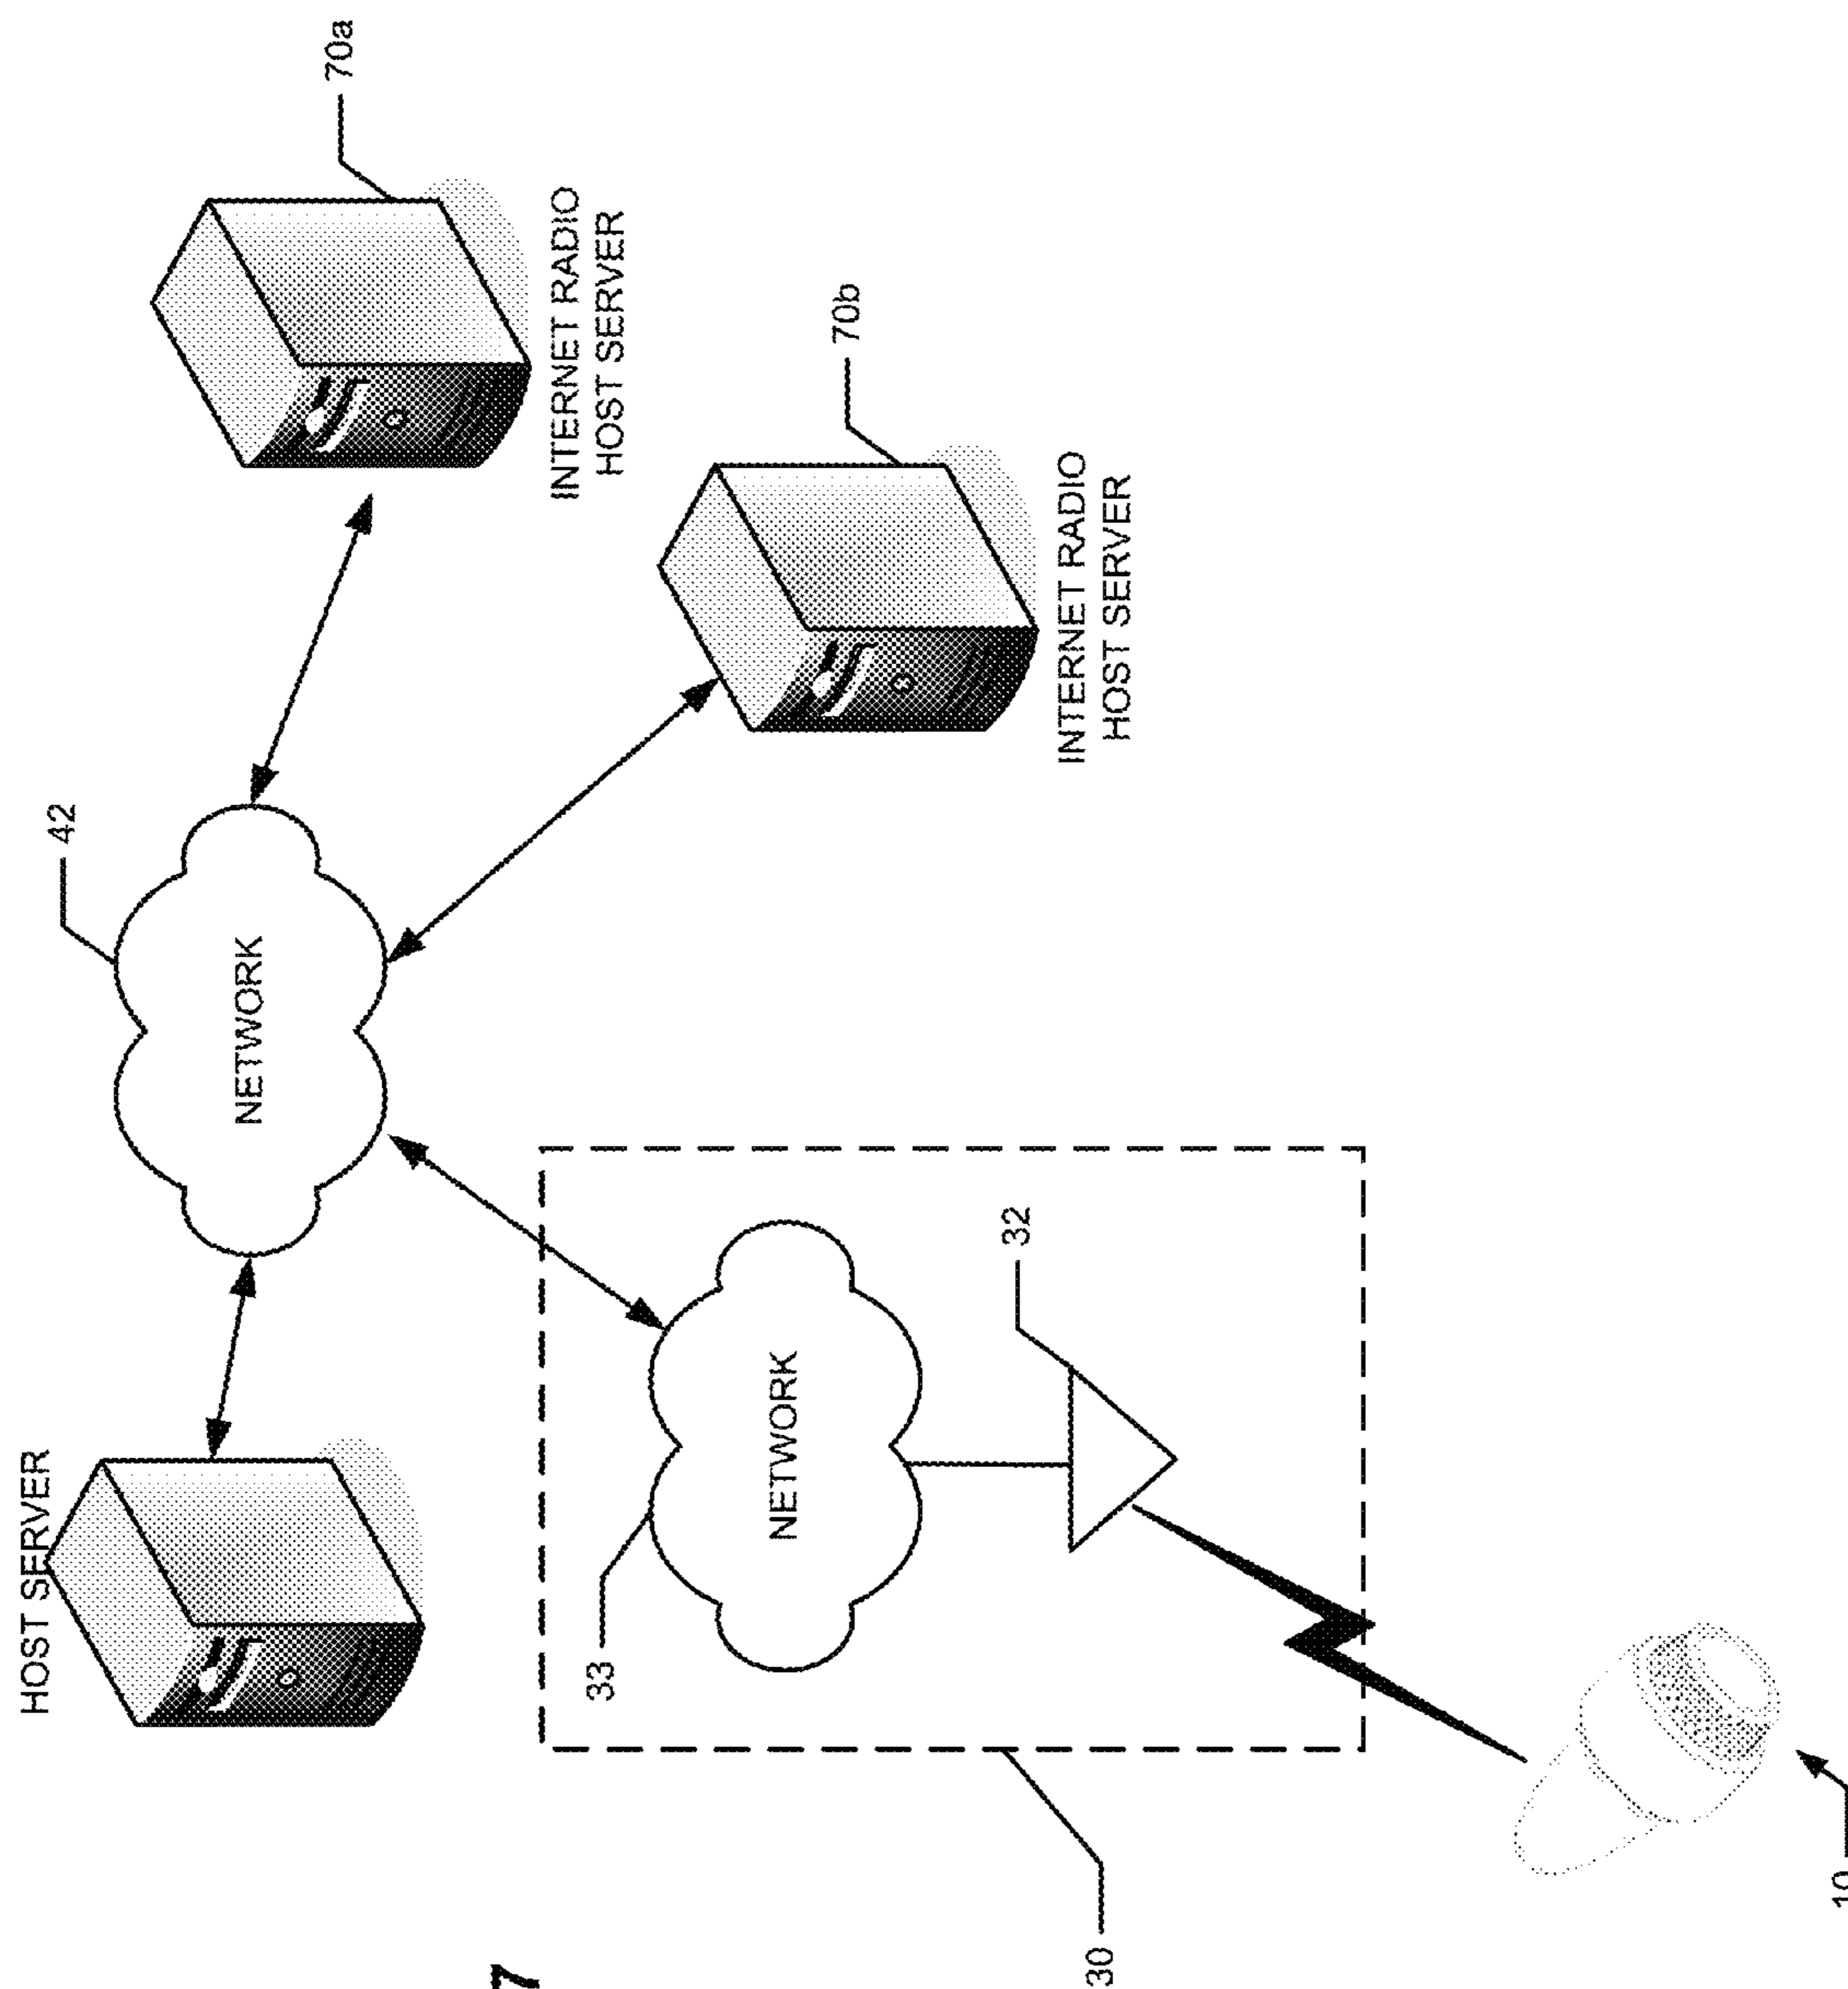 HOST SERVER
42
NETWORK
70a
INTERNET RADIO
HOST SERVER
70b
INTERNET RADIO
HOST SERVER
33
NETWORK
32
30
7